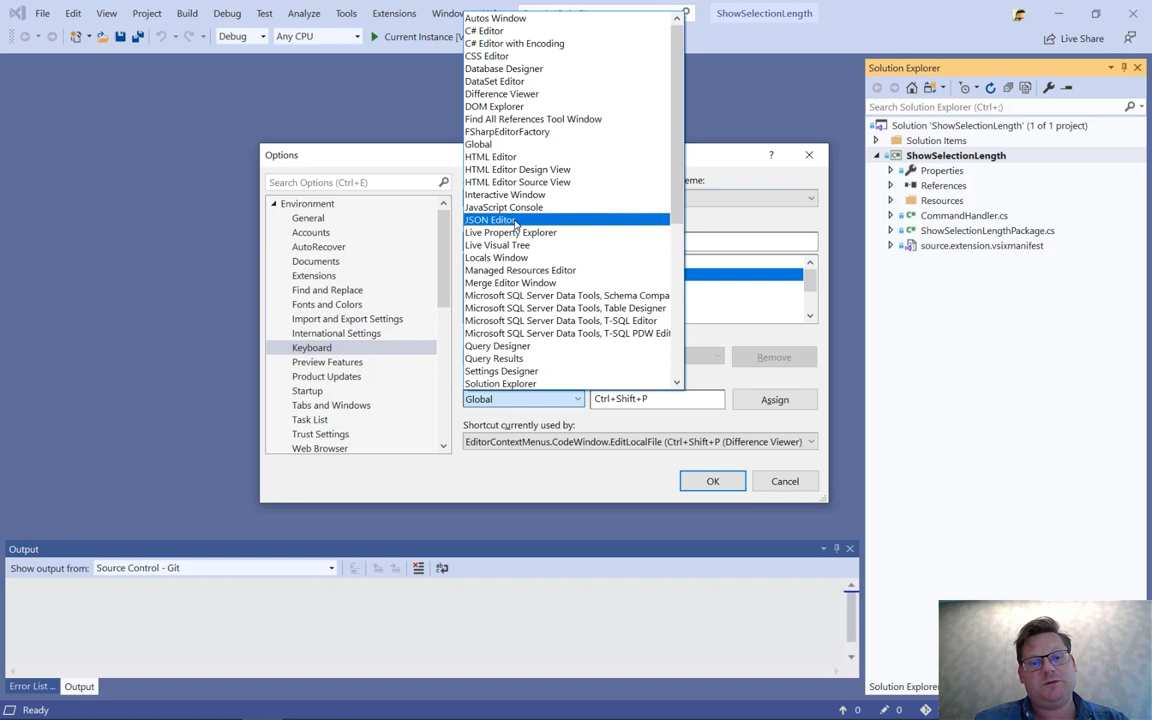 File Edit View Project Build Debug Test Analyze Tools Extensions Window
ShowSelectionLength
Debug Any CPU Current Instance (
Live Share
Autos Window
C# Editor
C# Editor with Encoding
CSS Editor
Database Designer
DataSet Editor
Difference Viewer
DOM Explorer
Find All References Tool Window
FSharpEditorFactory
Global
HTML Editor
HTML Editor Design View
HTML Editor Source View
Interactive Window
JavaScript Console
JSON Editor
Live Property Explorer
Live Visual Tree
Locals Window
Managed Resources Editor
Merge Editor Window
Microsoft SQL Server Data Tools, Schema Compa
Microsoft SQL Server Data Tools, Table Designer
Microsoft SQL Server Data Tools, T-SQL Editor
Microsoft SQL Server Data Tools, T-SQL PDW Edit
Query Designer
Query Results
Settings Designer
Solution Explorer
Options
?
Search Options (Ctrl+E)
Environment
General
Accounts
AutoRecover
Documents
Extensions
Find and Replace
Fonts and Colors
Import and Export Settings
International Settings
Keyboard
Preview Features
Product Updates
Startup
Tabs and Windows
Task List
Trust Settings
Web Browser
eme:
Remove
Global
Ctrl+Shift+P
Assign
Shortcut currently used by:
EditorContextMenus.CodeWindow.EditLocalFile (Ctrl+Shift+P (Difference Viewer)
OK
Cancel
Solution Explorer
Search Solution Explorer (Ctrl+;)
Solution 'ShowSelectionLength' (1 of 1 project)
Solution Items
ShowSelectionLength
Properties
References
Resources
CommandHandler.cs
ShowSelectionLengthPackage.cs
source.extension.vsixmanifest
Output
Show output from: Source Control - Git
Error List ... Output
Solution Explorer
Ready
0 0